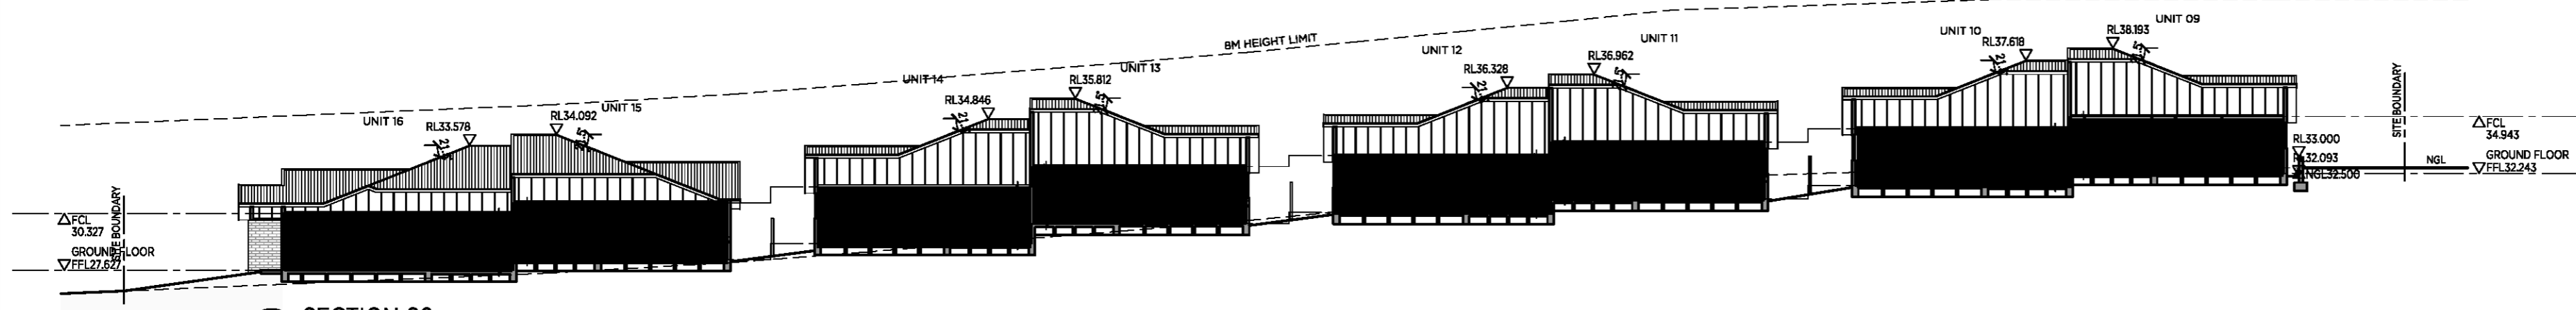 UNIT 09
BM HEIGHT LIMIT
UNIT 10
RL38.193
UNIT 12
UNIT 11
RL37.618
RL36.962
UNIT 13
RL36.328
UNIT 14
RL35.812
SITE BOUNDARY
RL34.846
UNIT 15
UNIT 16
RL34.092
RL33.578
FCL
34.943
RL33.000
RL32.093
NGL
GROUND FLOOR
FFL32.243
NGL32.500
SITE BOUNDARY
FCL
30.327
GROUND FLOOR
FFL27.627